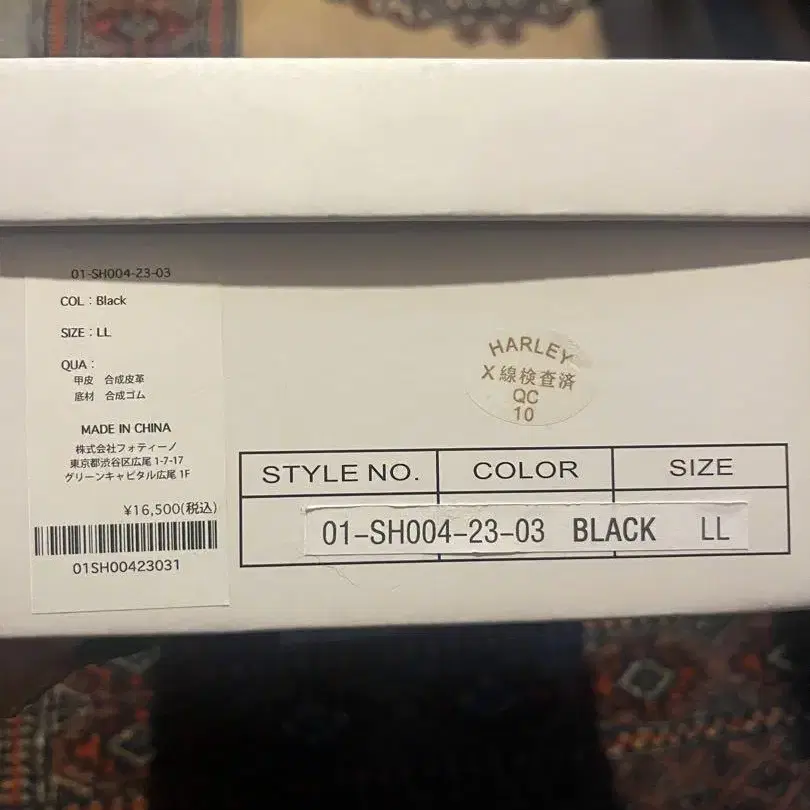 01-SH004-23-03
COL：Black
SIZE：LL
QUA：
甲皮 合成皮革
底材 合成ゴム
MADE IN CHINA
株式会社フォティーノ
東京都渋谷区広尾 1-7-17
グリーンキャピタル広尾 1F
¥16,500(税込)
01SH00423031
HARLEY
X線検査済
QC
10
STYLE NO. COLOR SIZE
01-SH004-23-03 BLACK LL